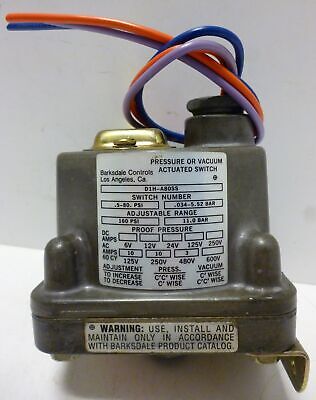 PRESSURE OR VACUUM
Barksdale Controls ACTUATED SWITCH
Los Angeles, Ca.
D1H-A80SS
SWITCH NUMBER
.5-80. PSI .034-5.52 BAR
ADJUSTABLE RANGE
160 PSI 11.0 BAR
PROOF PRESSURE
DC
AMPS
AC 6V 12V 24V 125V 250V
AMPS 10 10 3
60 CY 125V 250V 480V 600V
ADJUSTMENT PRESS. VACUUM
TO INCREASE C'C' WISE C' WISE
TO DECREASE C' WISE C'C' WISE
WARNING: USE, INSTALL AND
MAINTAIN ONLY IN ACCORDANCE
WITH BARKSDALE PRODUCT CATALOG.